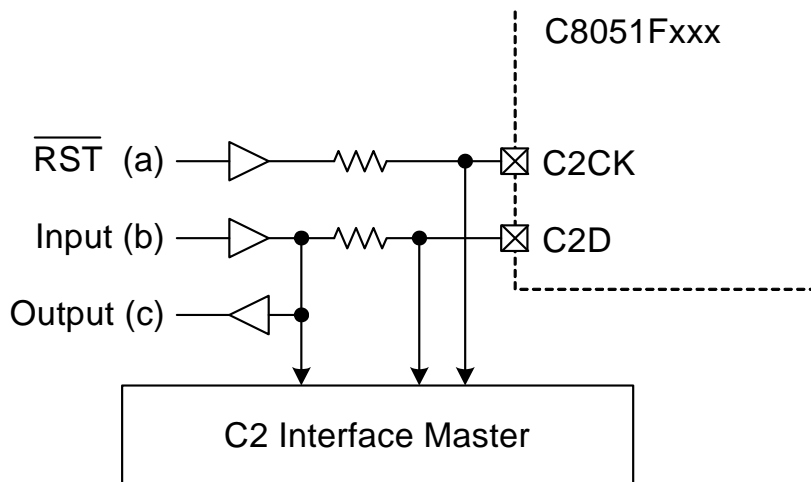 C8051Fxxx
RST (a)
C2CK
Input (b)
C2D
Output (c)
C2 Interface Master